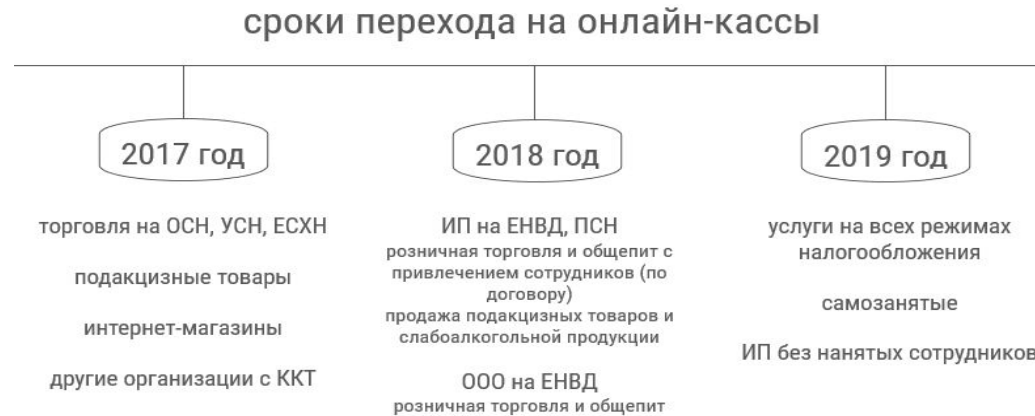 сроки перехода на онлайн-кассы
2017 год
торговля на ОСН, УСН, ЕСХН
подакцизные товары
интернет-магазины
другие организации с ККТ
2018 год
ИП на ЕНВД, ПСН
розничная торговля и общепит с
привлечением сотрудников (по
договору)
продажа подакцизных товаров и
слабоалкогольной продукции
ООО на ЕНВД
розничная торговля и общепит
2019 год
услуги на всех режимах
налогообложения
самозанятые
ИП без нанятых сотрудников